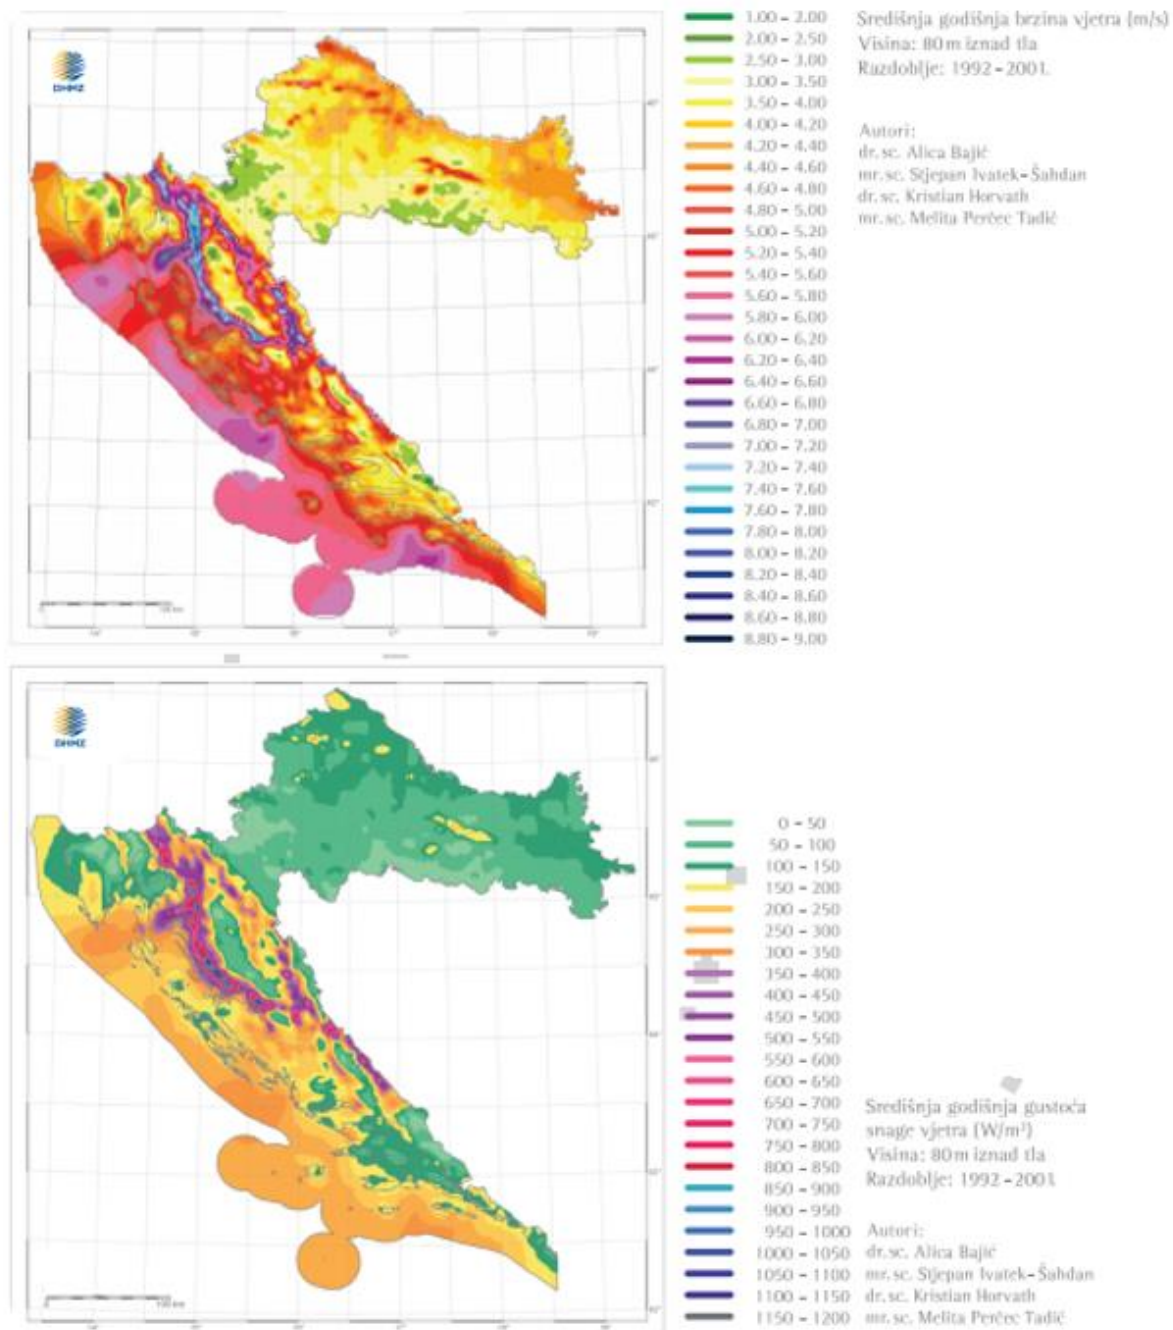 1.00 - 2.00
2.00 - 2.50
2.50 - 3.00
3.00 - 3.50
3.50 - 4.00
4.00 - 4.20
4.20 - 4.40
4.40 - 4.60
4.60 - 4.80
4.80 - 5.00
5.00 - 5.20
5.20 - 5.40
5.40 - 5.60
5.60 - 5.80
5.80 - 6.00
6.00 - 6.20
6.20 - 6.40
6.40 - 6.60
6.60 - 6.80
6.80 - 7.00
7.00 - 7.20
7.20 - 7.40
7.40 - 7.60
7.60 - 7.80
7.80 - 8.00
8.00 - 8.20
8.20 - 8.40
8.40 - 8.60
8.60 - 8.80
8.80 - 9.00
Središnja godišnja brzina vjetra (m/s)
Visina: 80m iznad tla
Razdoblje: 1992-2001.
Autori:
dr.sc. Alica Bajić
mr.sc. Stjepan Ivatek-Šahdan
dr.sc. Kristian Horvath
mr.sc. Melita Perčec Tadić
DHMZ
DHMZ
0 - 50
50 - 100
100 - 150
150 - 200
200 - 250
250 - 300
300 - 350
350 - 400
400 - 450
450 - 500
500 - 550
550 - 600
600 - 650
650 - 700
700 - 750
750 - 800
800 - 850
850 - 900
900 - 950
950 - 1000
1000 - 1050
1050 - 1100
1100 - 1150
1150 - 1200
Središnja godišnja gustoća
snage vjetra (W/m²)
Visina: 80m iznad tla
Razdoblje: 1992-2001.
Autori:
dr.sc. Alica Bajić
mr.sc. Stjepan Ivatek-Šahdan
dr.sc. Kristian Horvath
mr.sc. Melita Perčec Tadić